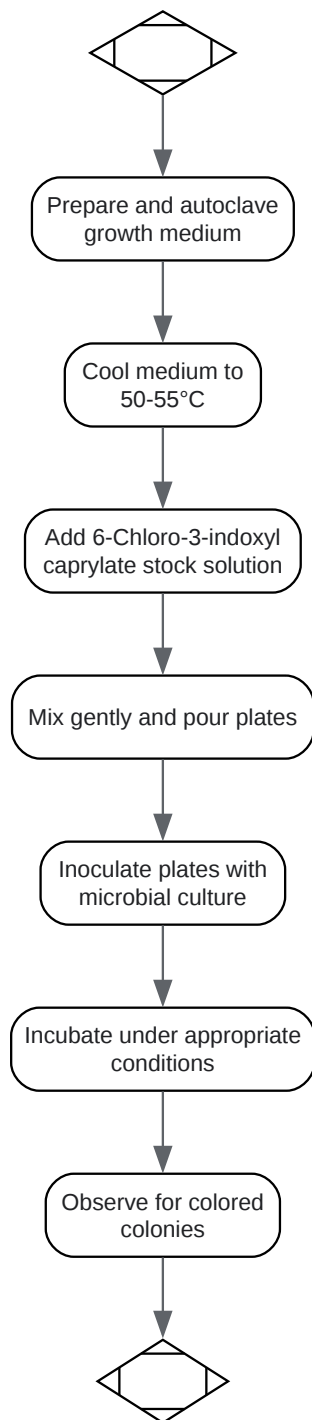 Prepare and autoclave
growth medium
Cool medium to
50-55°C
Add 6-Chloro-3-indoxyl
caprylate stock solution
Mix gently and pour plates
Inoculate plates with
microbial culture
Incubate under appropriate
conditions
Observe for colored
colonies